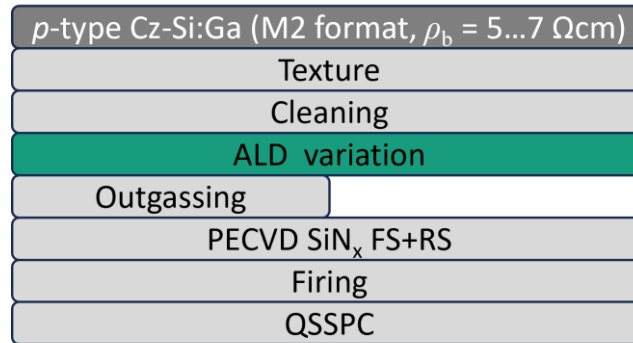 p-type Cz-Si:Ga (M2 format, ρb = 5…7 Ωcm)
Texture
Cleaning
ALD variation
Outgassing
PECVD SiNx FS+RS
Firing
QSSPC